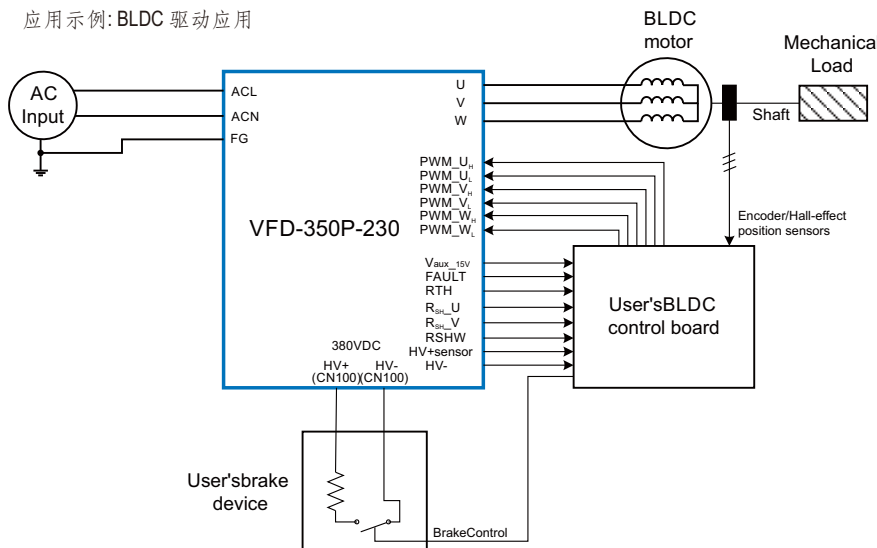 应用示例: BLDC 驱动应用
BLDC
motor
Mechanica
Load
AC
Input
ACL
ACN
FG
U
V
W
Shaft
PWM_UH
PWM_UL
PWM_VH
PWM_VL
PWM_WH
PWM_WL
Encoder/Hall-effect
position sensors
VFD-350P-230
Vaux_15V
FAULT
RTH
RSH_U
RSH_V
RSHW
HV+sensor
HV-
User'sBLDC
control board
380VDC
HV+ HV-
(CN100)(CN100)
User'sbrake
device
BrakeControl